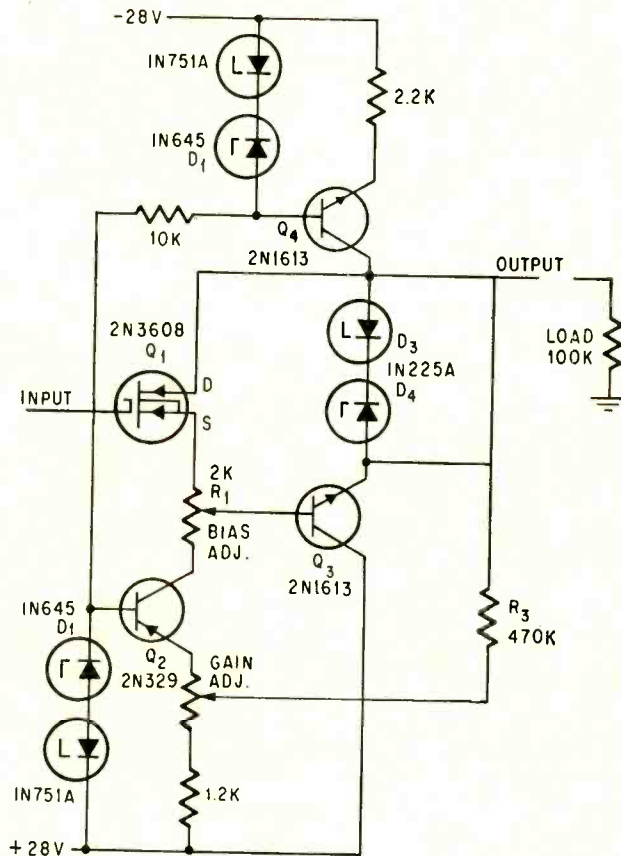 -28V
IN751A
2.2K
IN645
D1
10K
Q4
2N1613
OUTPUT
LOAD
100K
2N3608
Q1
D
S
INPUT
D3
IN225A
D4
2K
R1
BIAS
ADJ.
Q3
2N1613
IN645
D1
Q2
2N329
GAIN
ADJ.
R3
470K
IN751A
1.2K
+28V